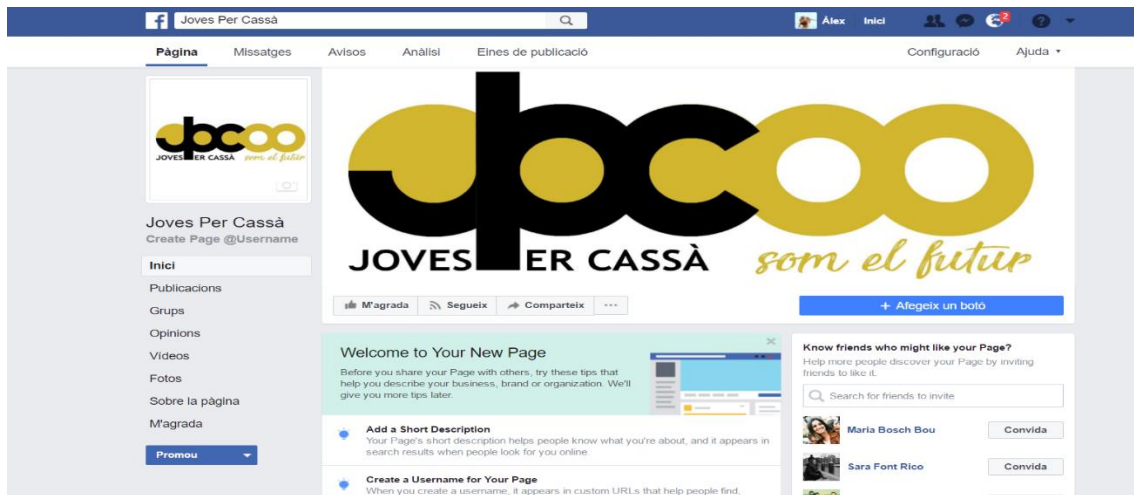 Joves Per Cassà
Àlex Inici
2
Pàgina Missatges Avisos Anàlisi Eines de publicació Configuració Ajuda
JOVES ER CASSÀ som el futur
Joves Per Cassà
Create Page @Username
Inici
Publicacions
Grups
Opinions
Vídeos
Fotos
Sobre la pàgina
M'agrada
Promou
jpcoo
JOVES PER CASSÀ som el futur
M'agrada Segueix Comparteix ...
+ Afegeix un botó
Welcome to Your New Page
Before you share your Page with others, try these tips that
help you describe your business, brand or organization. We'll
give you more tips later.
Add a Short Description
Your Page's short description helps people know what you're about, and it appears in
search results when people look for you online
Create a Username for Your Page
When you create a username, it appears in custom URLs that help people find,
Know friends who might like your Page?
Help more people discover your Page by inviting
friends to like it.
Search for friends to invite
Maria Bosch Bou Convida
Sara Font Rico Convida